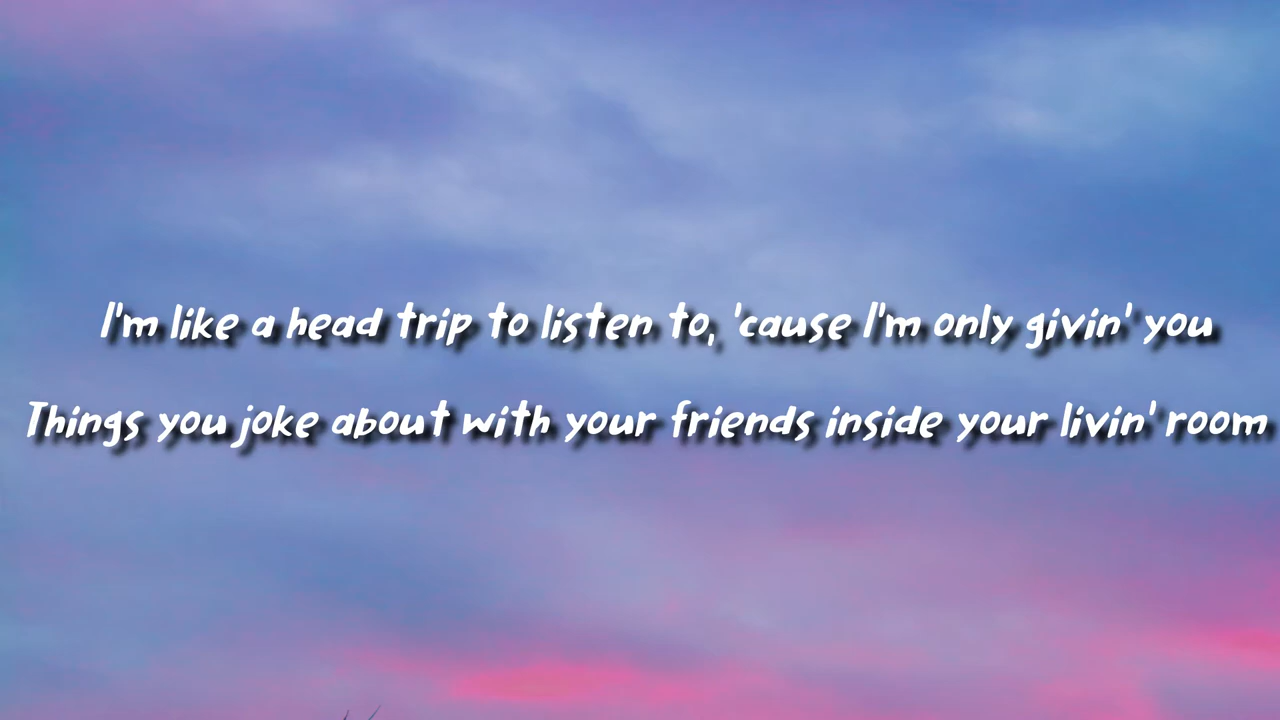 I'm like a head trip to listen to, 'cause I'm only givin' you
Things you joke about with your friends inside your livin' room